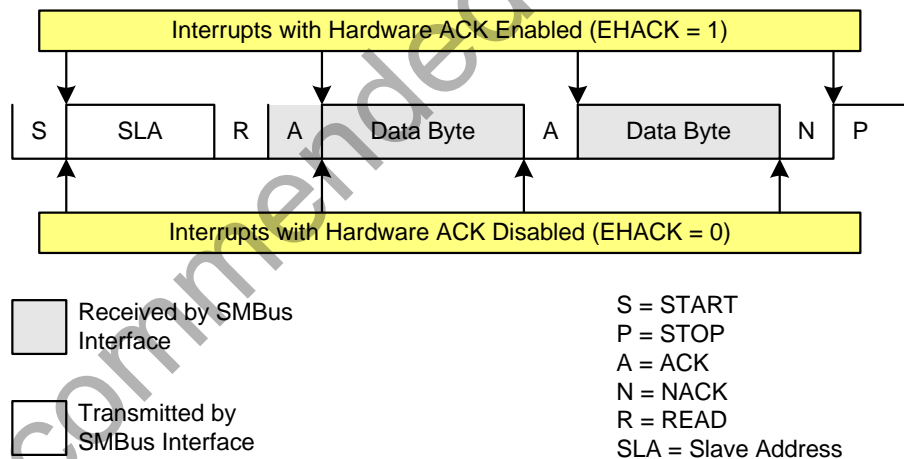 Interrupts with Hardware ACK Enabled (EHACK = 1)
S SLA R A Data Byte A Data Byte N P
Interrupts with Hardware ACK Disabled (EHACK = 0)
Received by SMBus
Interface
Transmitted by
SMBus Interface
S = START
P = STOP
A = ACK
N = NACK
R = READ
SLA = Slave Address
commended